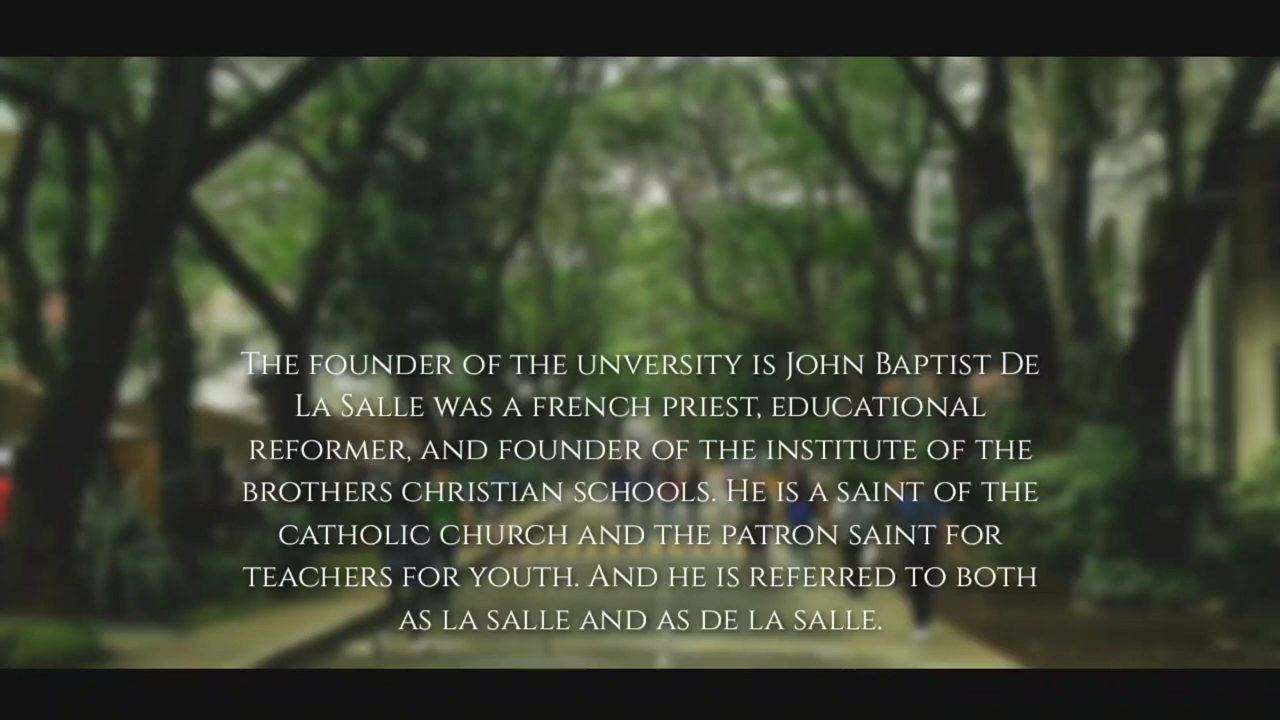 The founder of the unversity is John Baptist De
La Salle was a french priest, educational
reformer, and founder of the institute of the
brothers christian schools. He is a saint of the
catholic church and the patron saint for
teachers for youth. And he is referred to both
as la salle and as de la salle.